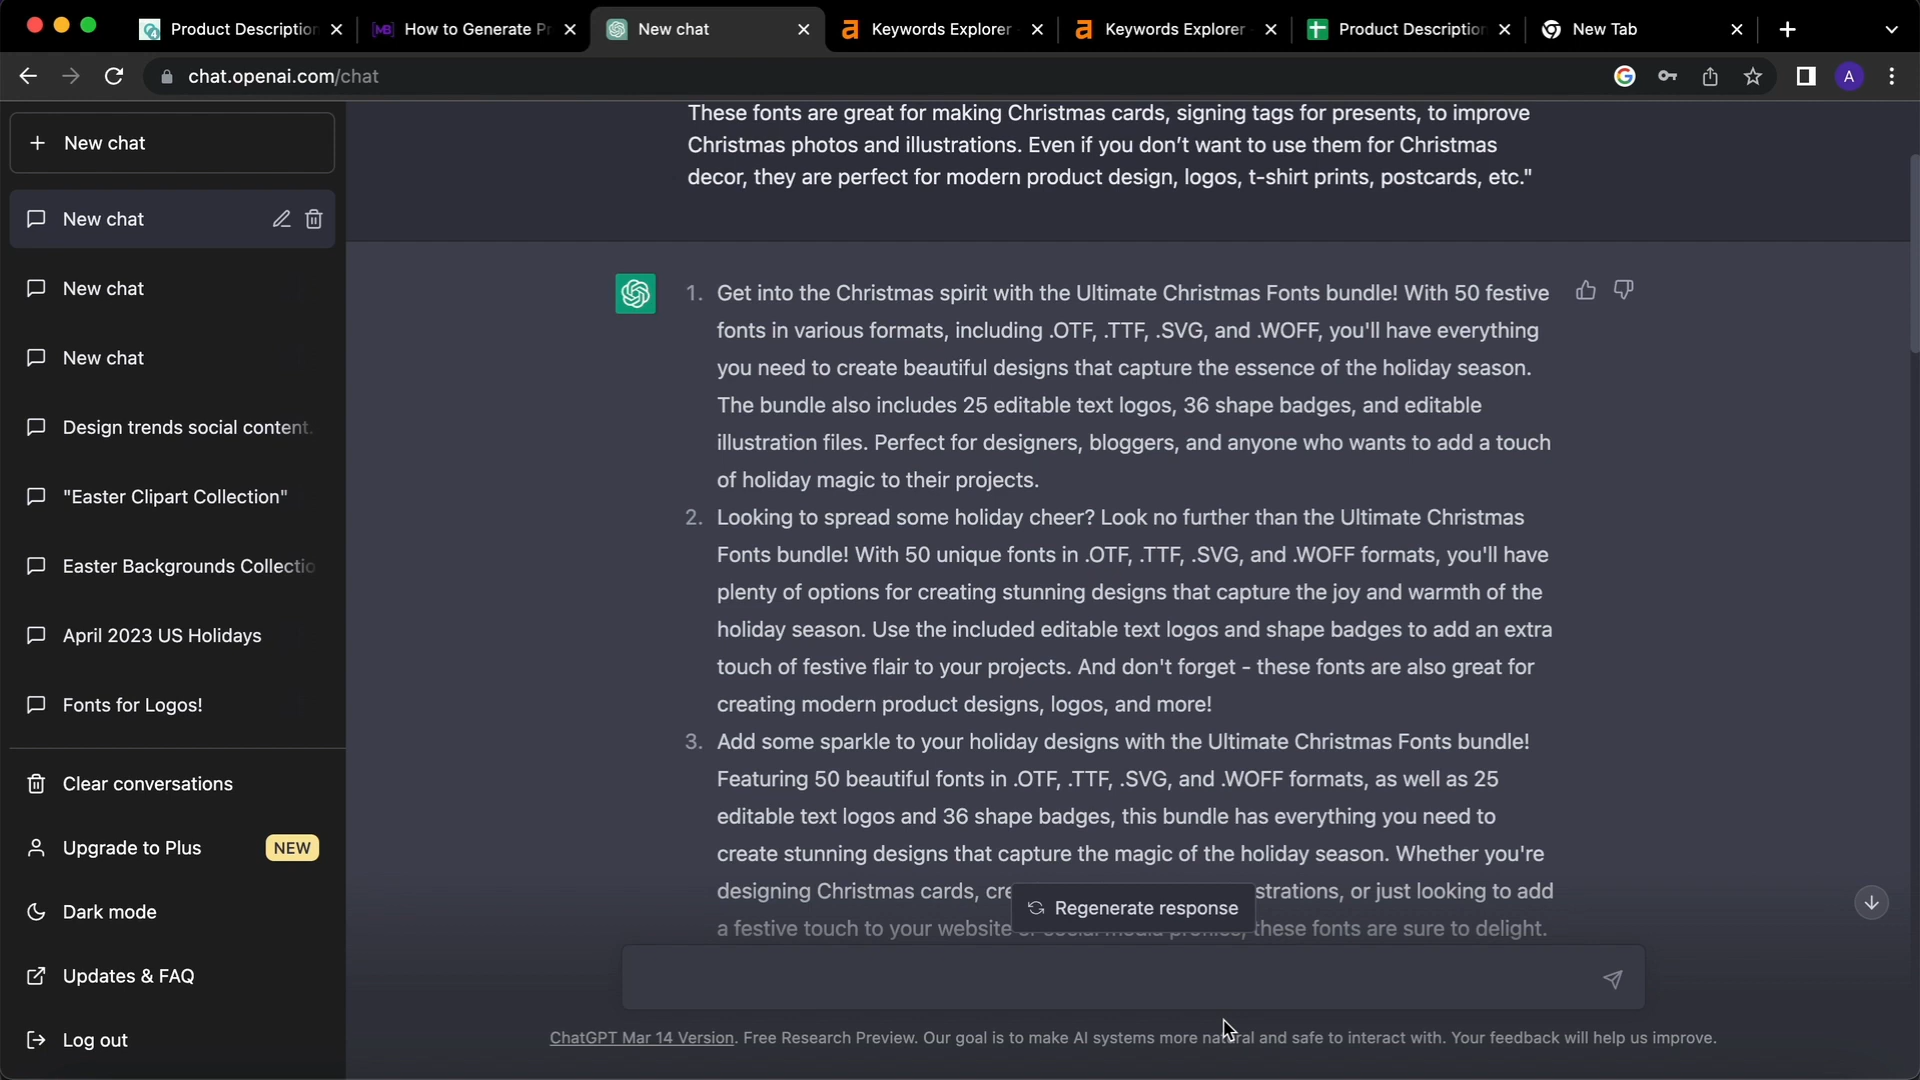 Product Description
How to Generate Pr
New chat
Keywords Explorer
Keywords Explorer
Product Description
New Tab
chat.openai.com/chat
A
New chat
New chat
New chat
New chat
Design trends social content.
"Easter Clipart Collection"
Easter Backgrounds Collectio
April 2023 US Holidays
Fonts for Logos!
Clear conversations
Upgrade to Plus NEW
Dark mode
Updates & FAQ
Log out
These fonts are great for making Christmas cards, signing tags for presents, to improve
Christmas photos and illustrations. Even if you don't want to use them for Christmas
decor, they are perfect for modern product design, logos, t-shirt prints, postcards, etc."
1. Get into the Christmas spirit with the Ultimate Christmas Fonts bundle! With 50 festive
fonts in various formats, including .OTF, .TTF, .SVG, and .WOFF, you'll have everything
you need to create beautiful designs that capture the essence of the holiday season.
The bundle also includes 25 editable text logos, 36 shape badges, and editable
illustration files. Perfect for designers, bloggers, and anyone who wants to add a touch
of holiday magic to their projects.
2. Looking to spread some holiday cheer? Look no further than the Ultimate Christmas
Fonts bundle! With 50 unique fonts in .OTF, .TTF, .SVG, and .WOFF formats, you'll have
plenty of options for creating stunning designs that capture the joy and warmth of the
holiday season. Use the included editable text logos and shape badges to add an extra
touch of festive flair to your projects. And don't forget - these fonts are also great for
creating modern product designs, logos, and more!
3. Add some sparkle to your holiday designs with the Ultimate Christmas Fonts bundle!
Featuring 50 beautiful fonts in .OTF, .TTF, .SVG, and .WOFF formats, as well as 25
editable text logos and 36 shape badges, this bundle has everything you need to
create stunning designs that capture the magic of the holiday season. Whether you're
designing Christmas cards, cre strations, or just looking to add
Regenerate response
a festive touch to your website or social media profiles, these fonts are sure to delight.
ChatGPT Mar 14 Version. Free Research Preview. Our goal is to make AI systems more natural and safe to interact with. Your feedback will help us improve.